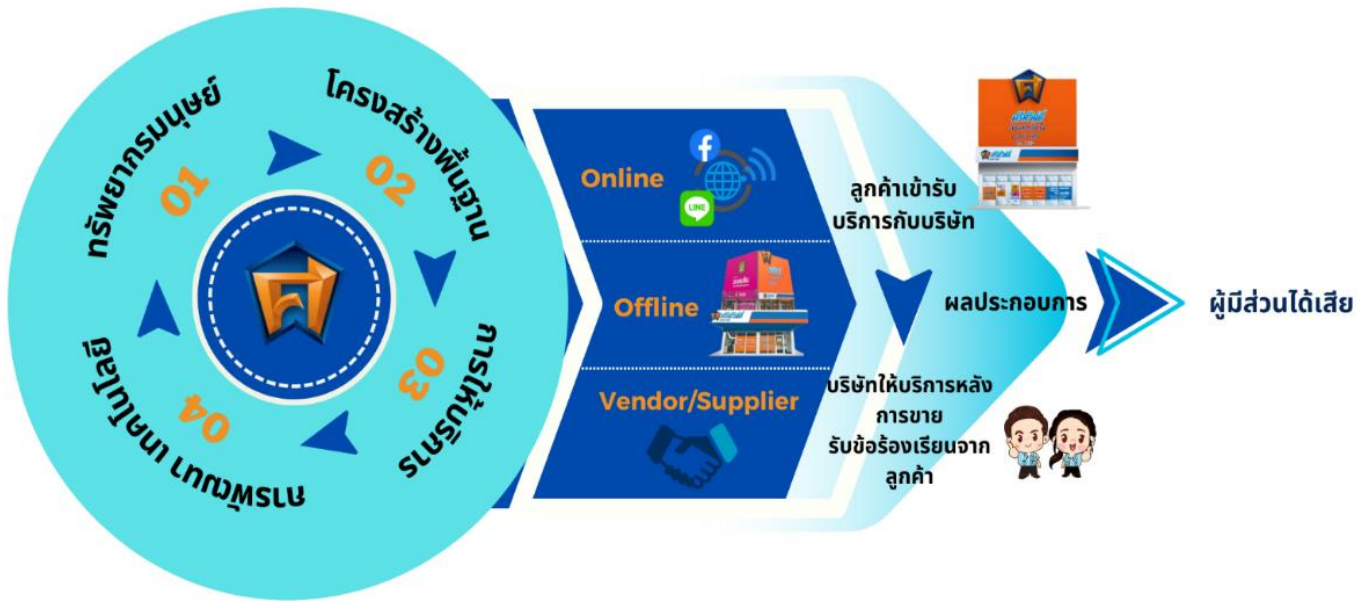 ทรัพยากรมนุษย์
01
โครงสร้างพื้นฐาน
02
การให้บริการ
03
การพัฒนา เทคโนโลยี
04
Online
LINE
Offline
Vendor/Supplier
ลูกค้าเข้ารับ
บริการกับบริษัท
ผลประกอบการ
บริษัทให้บริการหลัง
การขาย
รับข้อร้องเรียนจาก
ลูกค้า
ผู้มีส่วนได้เสีย